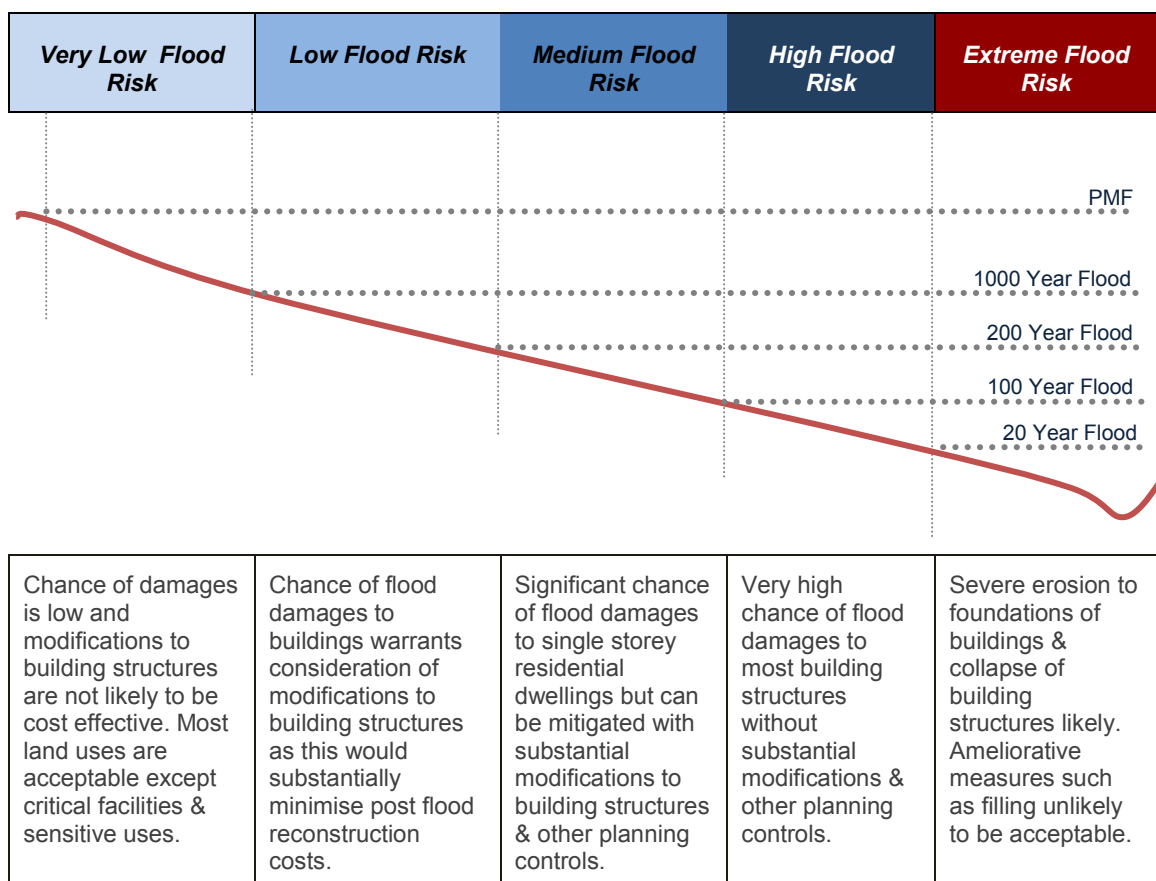 Very Low Flood
Risk
Low Flood Risk
Medium Flood
Risk
High Flood
Risk
Extreme Flood
Risk
PMF
1000 Year Flood
200 Year Flood
100 Year Flood
20 Year Flood
Chance of damages
is low and
modifications to
building structures
are not likely to be
cost effective. Most
land uses are
acceptable except
critical facilities &
sensitive uses.
Chance of flood
damages to
buildings warrants
consideration of
modifications to
building structures
as this would
substantially
minimise post flood
reconstruction
costs.
Significant chance
of flood damages
to single storey
residential
dwellings but can
be mitigated with
substantial
modifications to
building structures
& other planning
controls.
Very high
chance of flood
damages to
most building
structures
without
substantial
modifications &
other planning
controls.
Severe erosion to
foundations of
buildings &
collapse of
building
structures likely.
Ameliorative
measures such
as filling unlikely
to be acceptable.